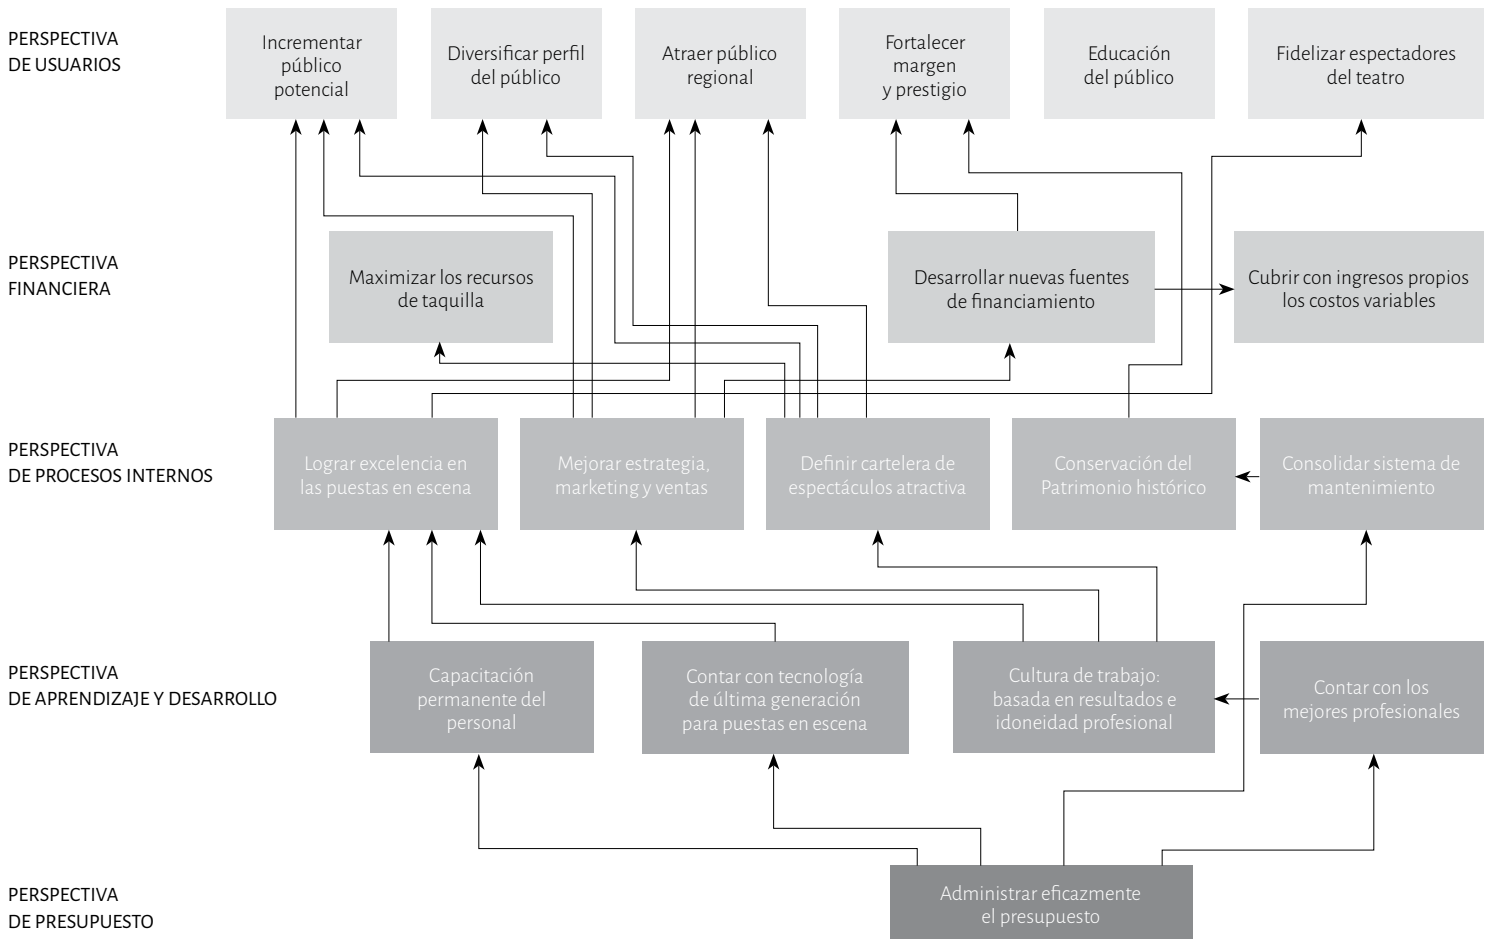 PERSPECTIVA
DE USUARIOS
Incrementar
público
potencial
Diversificar perfil
del público
Atraer público
regional
Fortalecer
margen
y prestigio
Educación
del público
Fidelizar espectadores
del teatro
PERSPECTIVA
FINANCIERA
Maximizar los recursos
de taquilla
Desarrollar nuevas fuentes
de financiamiento
Cubrir con ingresos propios
los costos variables
PERSPECTIVA
DE PROCESOS INTERNOS
Lograr excelencia en
las puestas en escena
Mejorar estrategia,
marketing y ventas
Definir cartelera de
espectáculos atractiva
Conservación del
Patrimonio histórico
Consolidar sistema de
mantenimiento
PERSPECTIVA
DE APRENDIZAJE Y DESARROLLO
Capacitación
permanente del
personal
Contar con tecnología
de última generación
para puestas en escena
Cultura de trabajo:
basada en resultados e
idoneidad profesional
Contar con los
mejores profesionales
PERSPECTIVA
DE PRESUPUESTO
Administrar eficazmente
el presupuesto